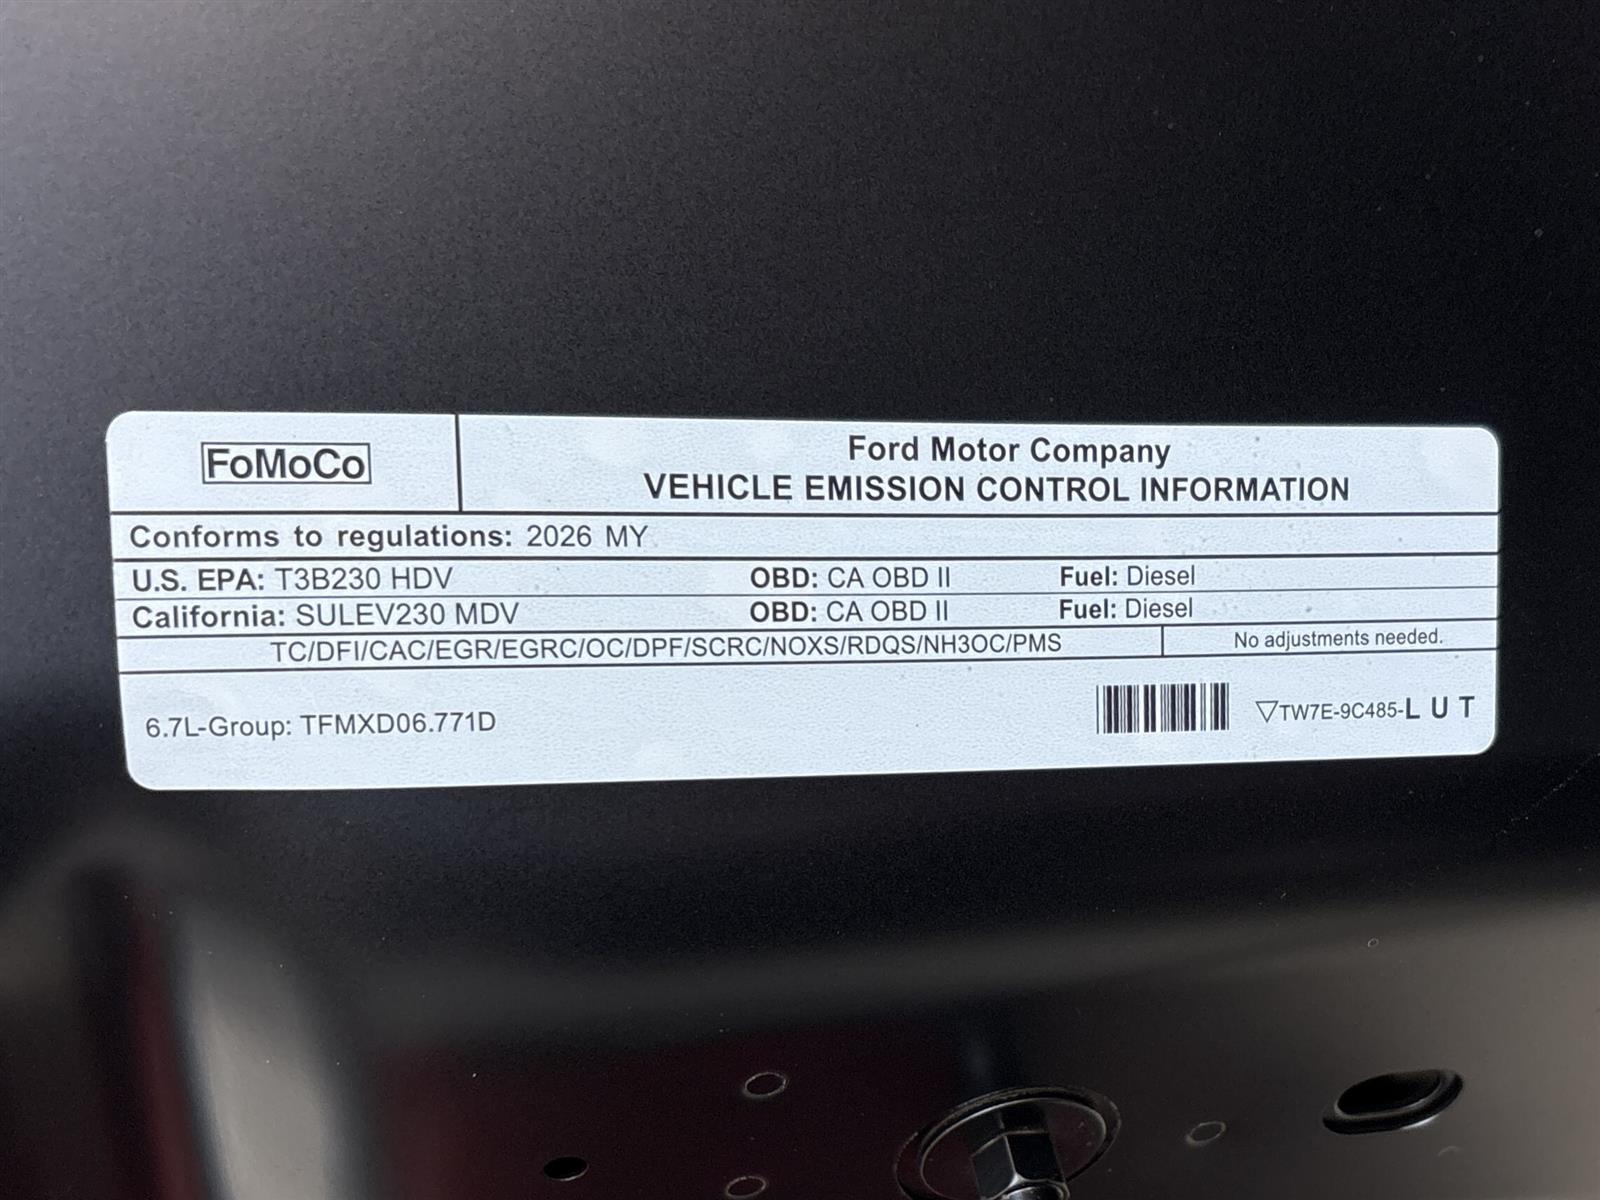 FoMoCo
Ford Motor Company
VEHICLE EMISSION CONTROL INFORMATION
Conforms to regulations: 2026 MY
U.S. EPA: T3B230 HDV OBD: CA OBD II Fuel: Diesel
California: SULEV230 MDV OBD: CA OBD II Fuel: Diesel
TC/DFI/CAC/EGR/EGRC/OC/DPF/SCRC/NOXS/RDQS/NH3OC/PMS No adjustments needed.
6.7L-Group: TFMXD06.771D ▽TW7E-9C485-L U T